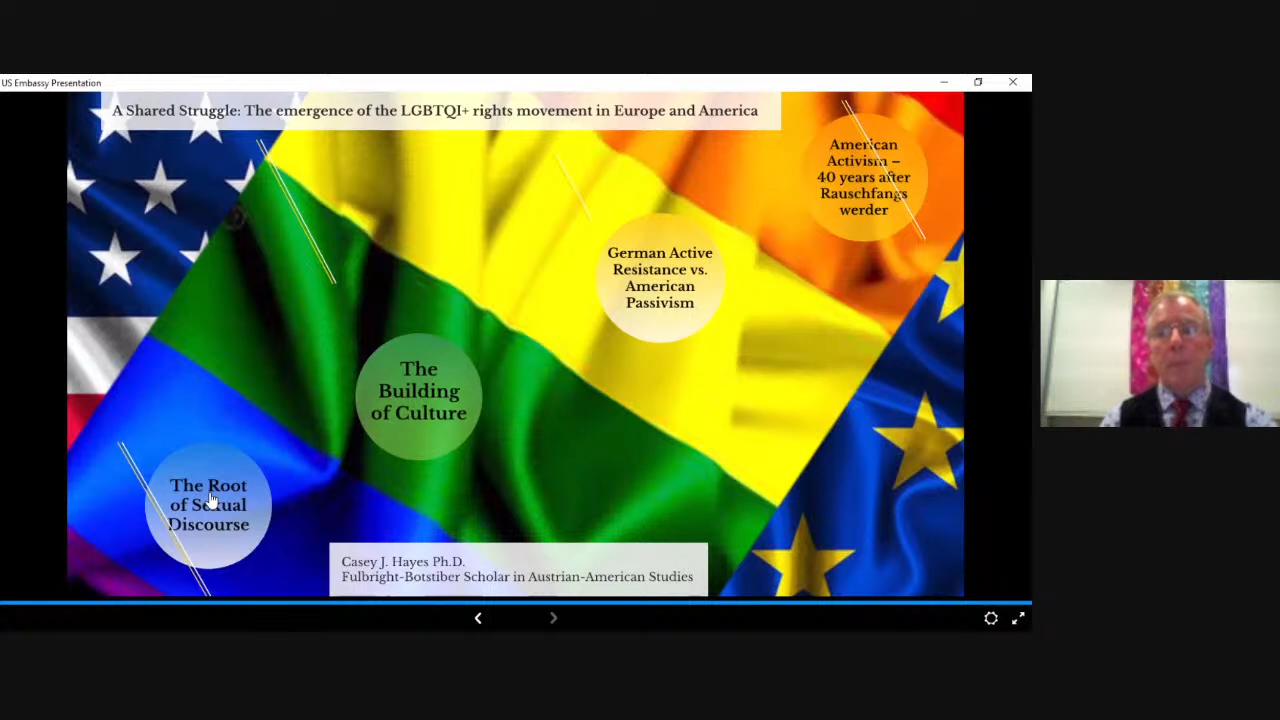 US Embassy Presentation
A Shared Struggle: The emergence of the LGBTQI+ rights movement in Europe and America
American
Activism –
40 years after
Rauschfangs
werder
German Active
Resistance vs.
American
Passivism
The
Building
of Culture
The Root
of Sexual
Discourse
Casey J. Hayes Ph.D.
Fulbright-Botstiber Scholar in Austrian-American Studies